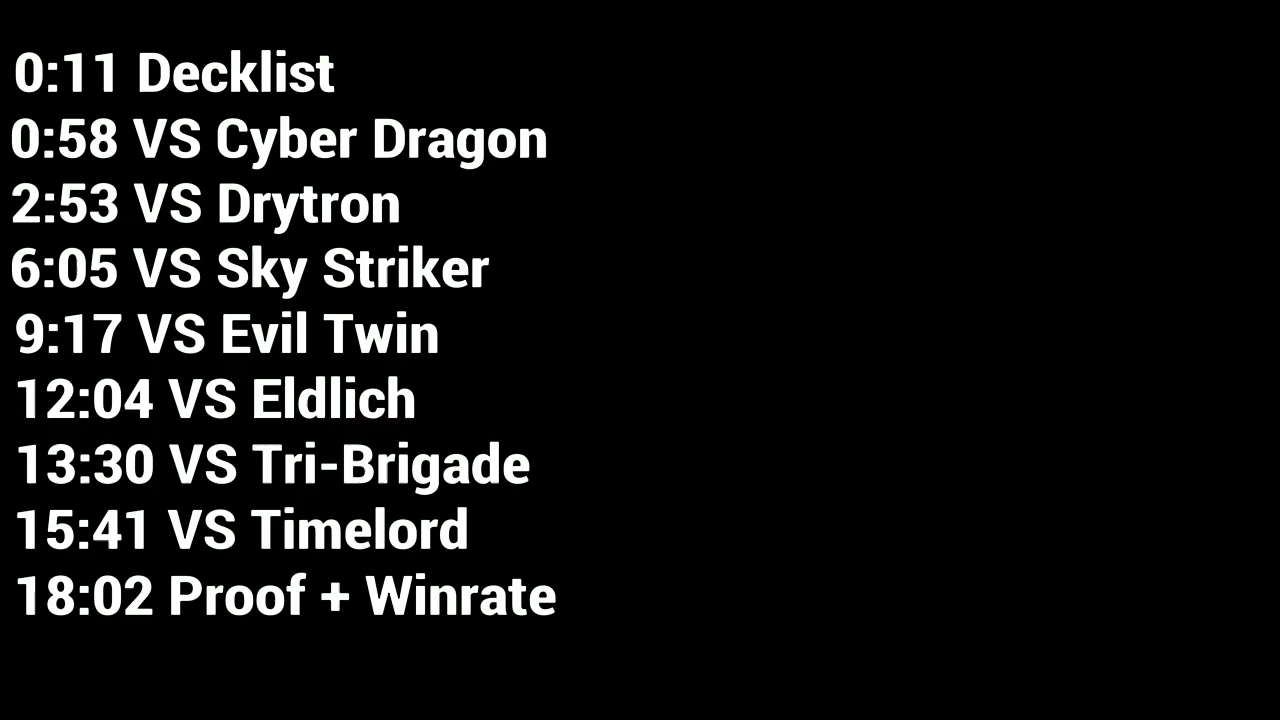 0:11 Decklist
0:58 VS Cyber Dragon
2:53 VS Drytron
6:05 VS Sky Striker
9:17 VS Evil Twin
12:04 VS Eldlich
13:30 VS Tri-Brigade
15:41 VS Timelord
18:02 Proof + Winrate